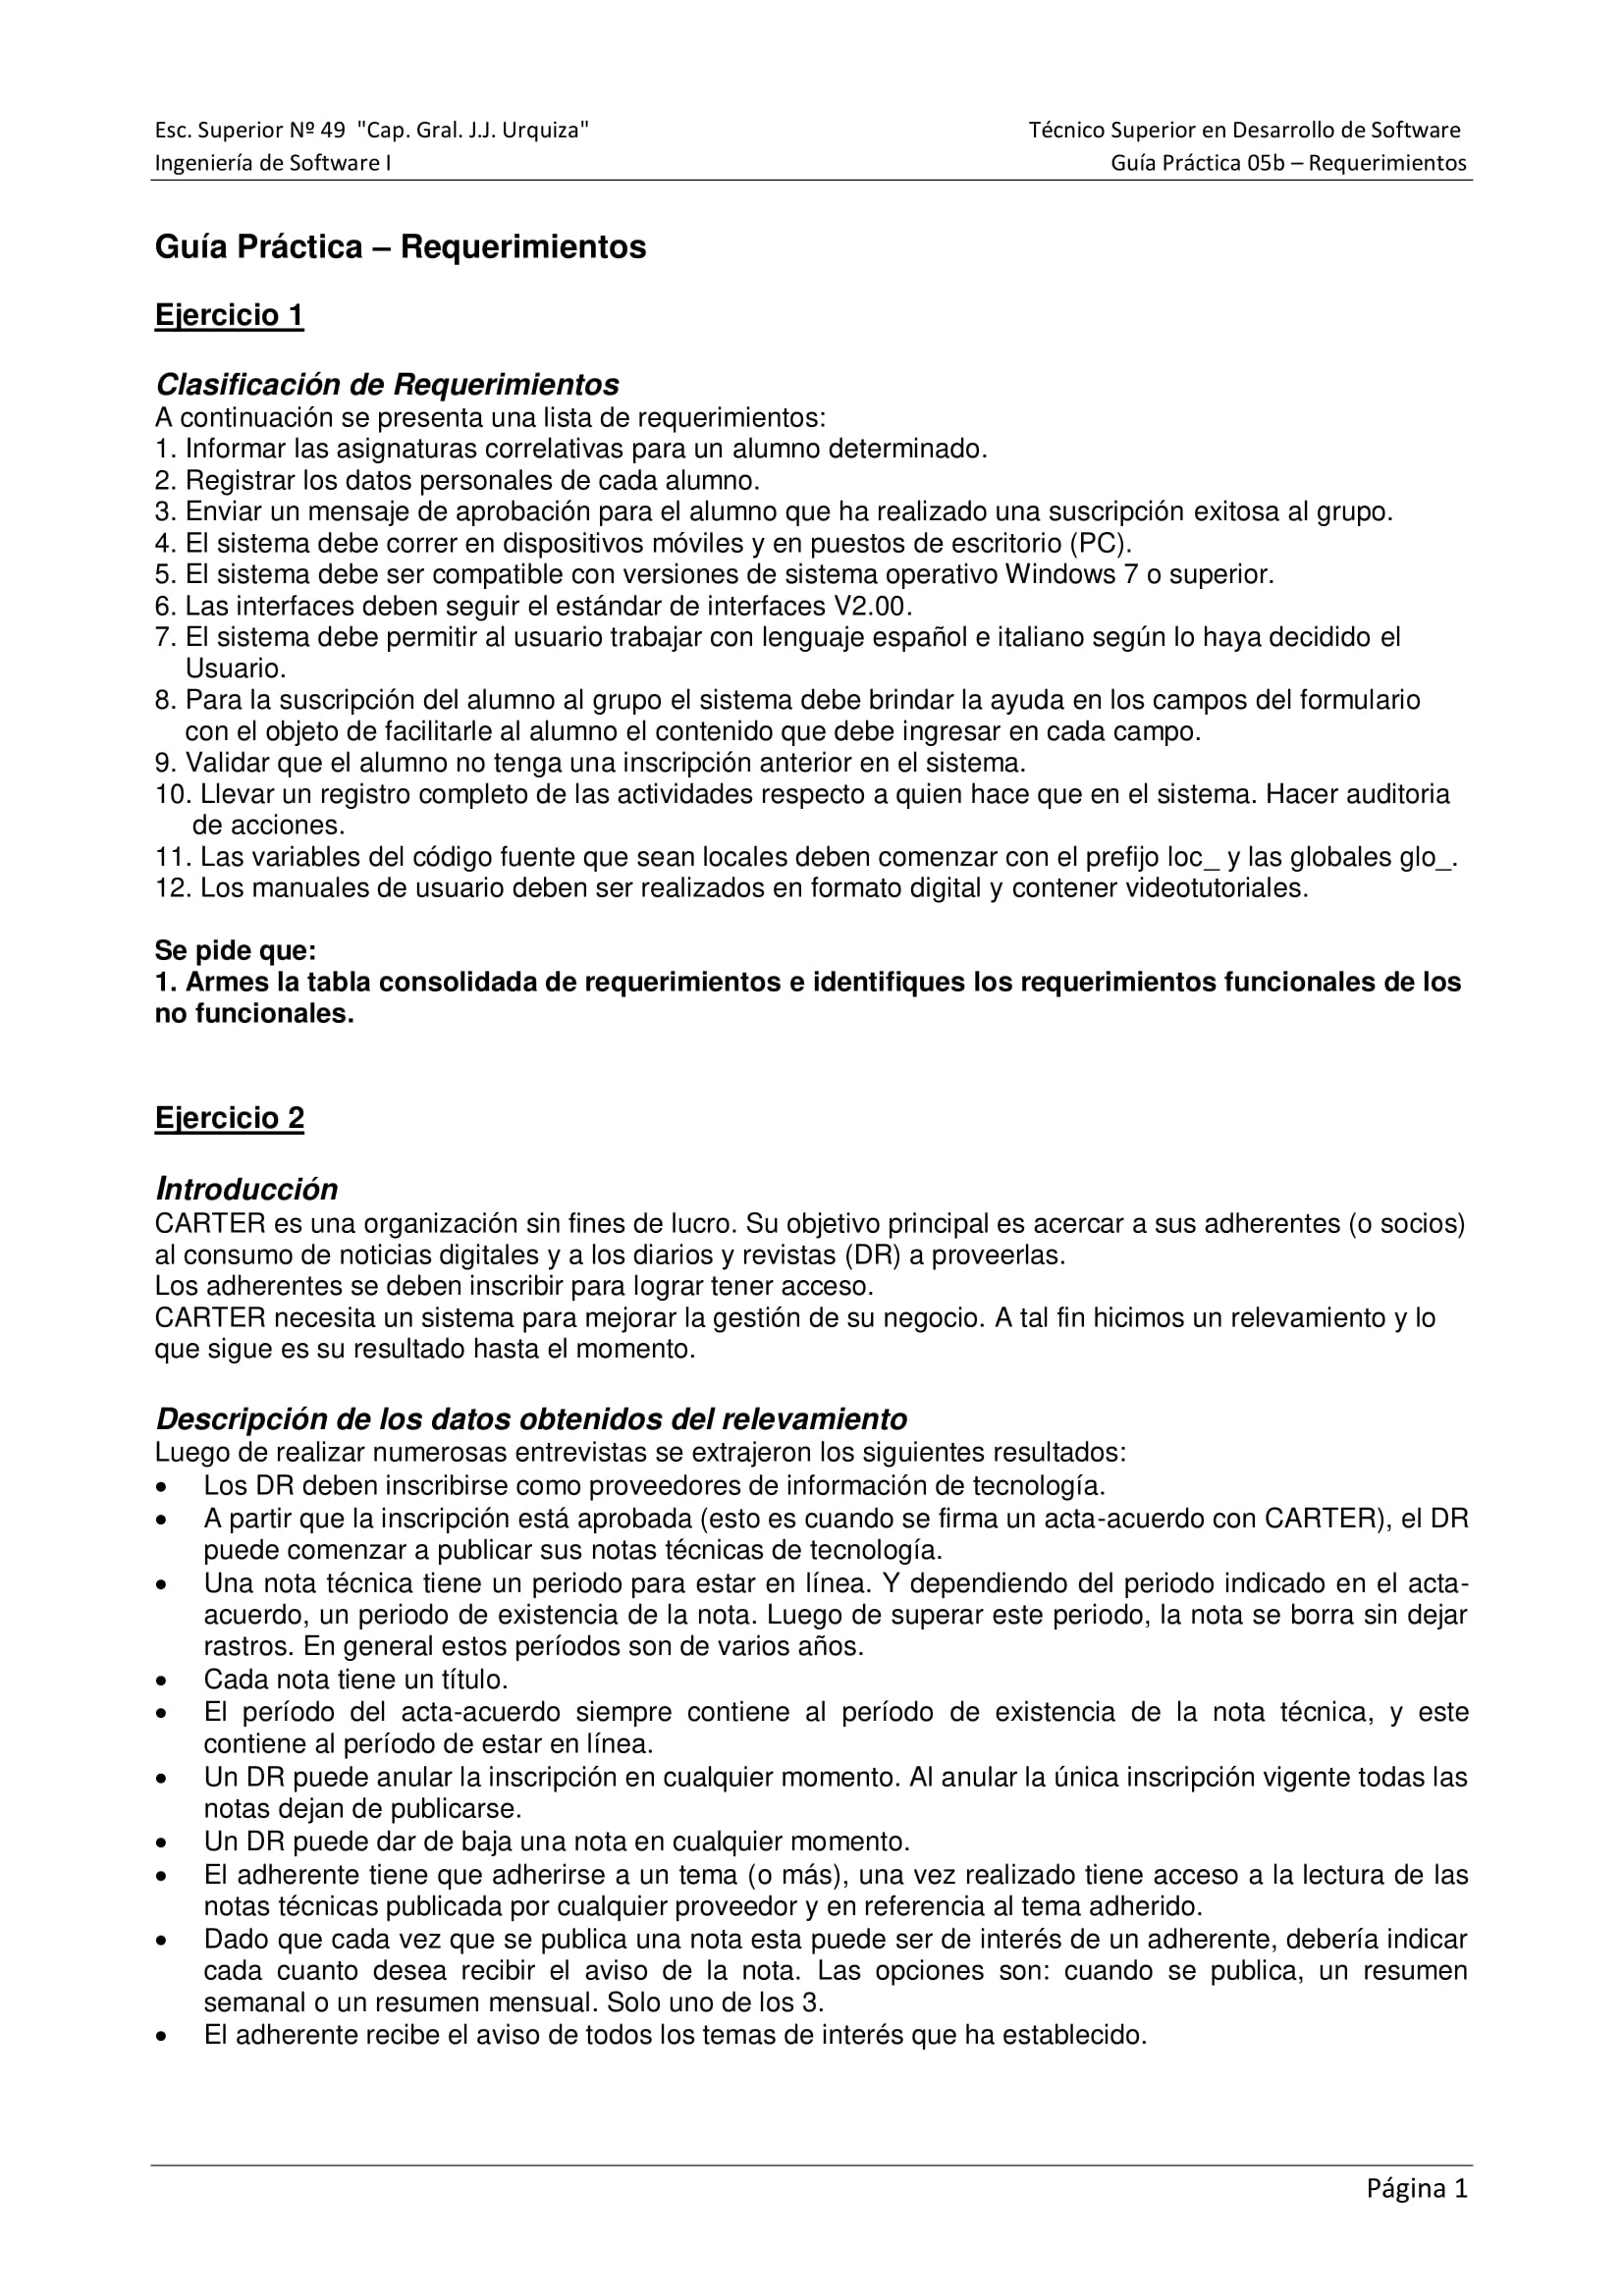 Esc. Superior Nº 49 "Cap. Gral. J.J. Urquiza" Técnico Superior en Desarrollo de Software
Ingeniería de Software I Guía Práctica 05b – Requerimientos
Guía Práctica – Requerimientos
Ejercicio 1
Clasificación de Requerimientos
A continuación se presenta una lista de requerimientos:
1. Informar las asignaturas correlativas para un alumno determinado.
2. Registrar los datos personales de cada alumno.
3. Enviar un mensaje de aprobación para el alumno que ha realizado una suscripción exitosa al grupo.
4. El sistema debe correr en dispositivos móviles y en puestos de escritorio (PC).
5. El sistema debe ser compatible con versiones de sistema operativo Windows 7 o superior.
6. Las interfaces deben seguir el estándar de interfaces V2.00.
7. El sistema debe permitir al usuario trabajar con lenguaje español e italiano según lo haya decidido el
Usuario.
8. Para la suscripción del alumno al grupo el sistema debe brindar la ayuda en los campos del formulario
con el objeto de facilitarle al alumno el contenido que debe ingresar en cada campo.
9. Validar que el alumno no tenga una inscripción anterior en el sistema.
10. Llevar un registro completo de las actividades respecto a quien hace que en el sistema. Hacer auditoria
de acciones.
11. Las variables del código fuente que sean locales deben comenzar con el prefijo loc_ y las globales glo_.
12. Los manuales de usuario deben ser realizados en formato digital y contener videotutoriales.
Se pide que:
1. Armes la tabla consolidada de requerimientos e identifiques los requerimientos funcionales de los
no funcionales.
Ejercicio 2
Introducción
CARTER es una organización sin fines de lucro. Su objetivo principal es acercar a sus adherentes (o socios)
al consumo de noticias digitales y a los diarios y revistas (DR) a proveerlas.
Los adherentes se deben inscribir para lograr tener acceso.
CARTER necesita un sistema para mejorar la gestión de su negocio. A tal fin hicimos un relevamiento y lo
que sigue es su resultado hasta el momento.
Descripción de los datos obtenidos del relevamiento
Luego de realizar numerosas entrevistas se extrajeron los siguientes resultados:
• Los DR deben inscribirse como proveedores de información de tecnología.
• A partir que la inscripción está aprobada (esto es cuando se firma un acta-acuerdo con CARTER), el DR
puede comenzar a publicar sus notas técnicas de tecnología.
• Una nota técnica tiene un periodo para estar en línea. Y dependiendo del periodo indicado en el acta-
acuerdo, un periodo de existencia de la nota. Luego de superar este periodo, la nota se borra sin dejar
rastros. En general estos períodos son de varios años.
• Cada nota tiene un título.
• El período del acta-acuerdo siempre contiene al período de existencia de la nota técnica, y este
contiene al período de estar en línea.
• Un DR puede anular la inscripción en cualquier momento. Al anular la única inscripción vigente todas las
notas dejan de publicarse.
• Un DR puede dar de baja una nota en cualquier momento.
• El adherente tiene que adherirse a un tema (o más), una vez realizado tiene acceso a la lectura de las
notas técnicas publicada por cualquier proveedor y en referencia al tema adherido.
• Dado que cada vez que se publica una nota esta puede ser de interés de un adherente, debería indicar
cada cuanto desea recibir el aviso de la nota. Las opciones son: cuando se publica, un resumen
semanal o un resumen mensual. Solo uno de los 3.
• El adherente recibe el aviso de todos los temas de interés que ha establecido.
Página 1